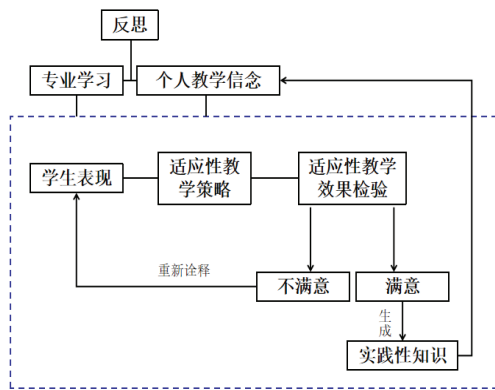 反思
专业学习
个人教学信念
学生表现
适应性教
学策略
适应性教学
效果检验
重新诠释
不满意
满意
生
成
实践性知识